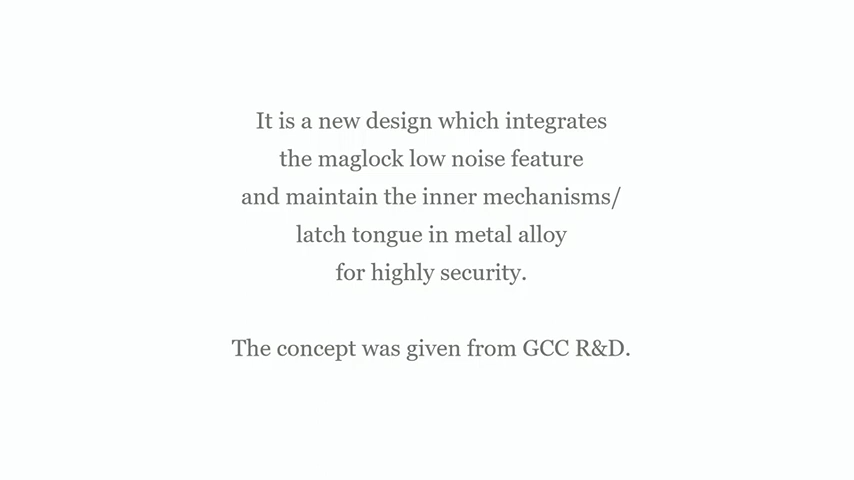 It is a new design which integrates
the maglock low noise feature
and maintain the inner mechanisms/
latch tongue in metal alloy
for highly security.
The concept was given from GCC R&D.